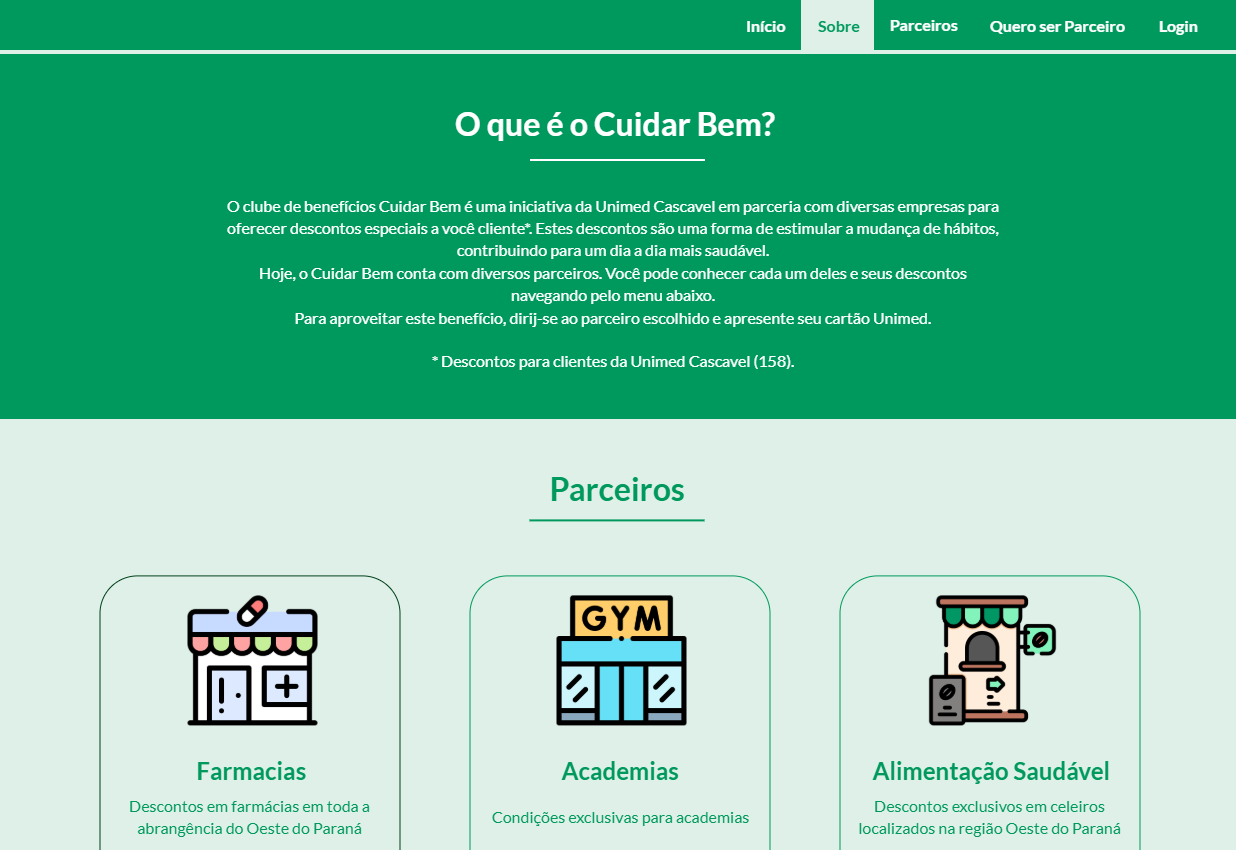 Início Sobre Parceiros Quero ser Parceiro Login
O que é o Cuidar Bem?
O clube de benefícios Cuidar Bem é uma iniciativa da Unimed Cascavel em parceria com diversas empresas para
oferecer descontos especiais a você cliente*. Estes descontos são uma forma de estimular a mudança de hábitos,
contribuindo para um dia a dia mais saudável.
Hoje, o Cuidar Bem conta com diversos parceiros. Você pode conhecer cada um deles e seus descontos
navegando pelo menu abaixo.
Para aproveitar este benefício, dirij-se ao parceiro escolhido e apresente seu cartão Unimed.
* Descontos para clientes da Unimed Cascavel (158).
Parceiros
GYM
Farmacias
Descontos em farmácias em toda a
abrangência do Oeste do Paraná
Academias
Condições exclusivas para academias
Alimentação Saudável
Descontos exclusivos em celeiros
localizados na região Oeste do Paraná